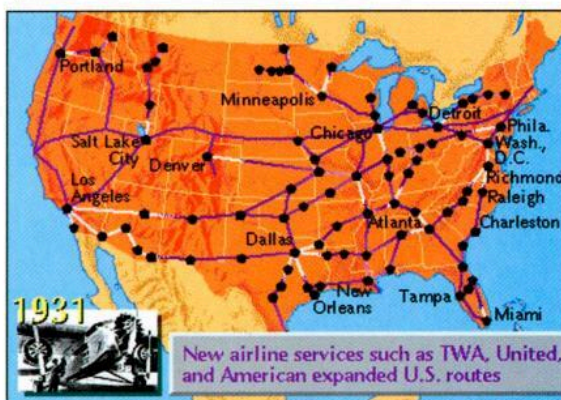 Portland
Minneapolis
Detroit
Chicago
Phila.
Wash.,
D.C.
Salt Lake
City
Denver
Richmond
Raleigh
Los
Angeles
Atlanta
Charleston
Dallas
New
Orleans
Tampa
Miami
1931
New airline services such as TWA, United,
and American expanded U.S. routes